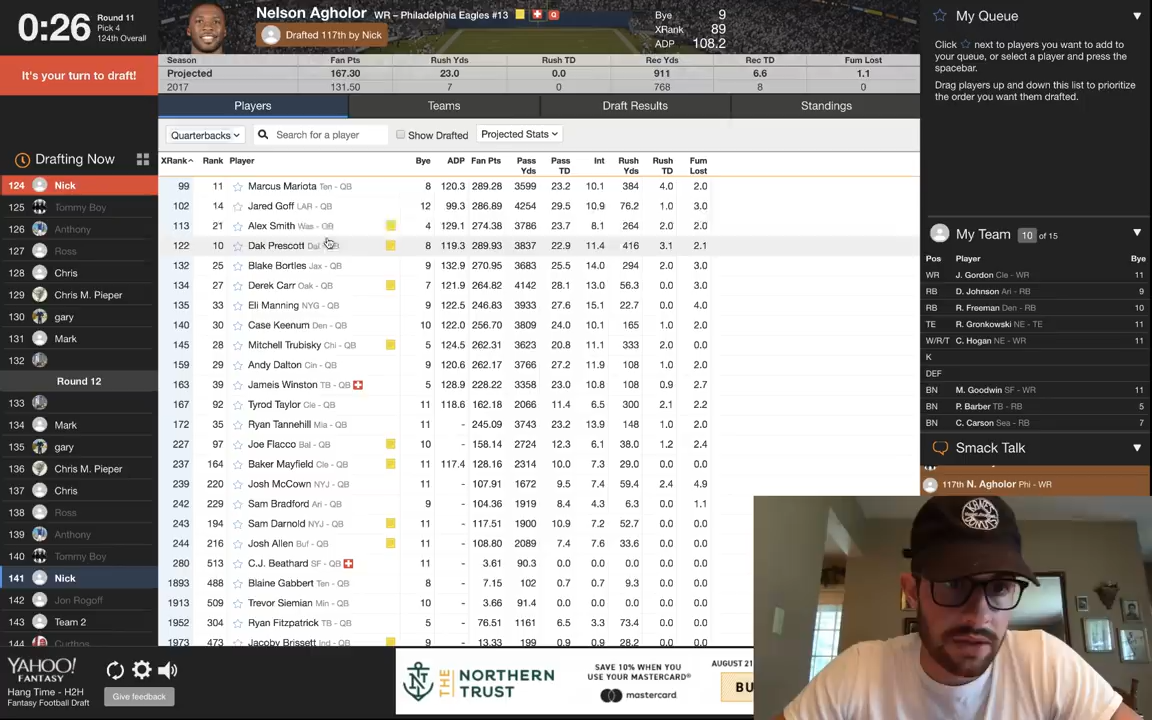 0:26
Round 11
Pick 4
124th Overall
It's your turn to draft!
Drafting Now
124 Nick
125 Tommy Boy
126 Anthony
127 Ross
128 Chris
129 Chris M. Pieper
130 gary
131 Mark
132
Round 12
133
134 Mark
135 gary
136 Chris M. Pieper
137 Chris
138 Ross
139 Anthony
140 Tommy Boy
141 Nick
142 Jon Rogoff
143 Team 2
144 Curthos
YAHOO!
FANTASY
Hang Time - H2H
Fantasy Football Draft
Give feedback
Nelson Agholor WR – Philadelphia Eagles #13 Q
Drafted 117th by Nick
Bye 9
XRank 89
ADP 108.2
Season Fan Pts Rush Yds Rush TD Rec Yds Rec TD Fum Lost
Projected 167.30 23.0 0.0 911 6.6 1.1
2017 131.50 7 0 768 8 0
Players Teams Draft Results Standings
Quarterbacks Search for a player Show Drafted Projected Stats
XRank Rank Player Bye ADP Fan Pts Pass Yds Pass TD Int Rush Yds Rush TD Fum Lost
99 11 Marcus Mariota Ten - QB 8 120.3 289.28 3599 23.2 10.1 384 4.0 2.0
102 14 Jared Goff LAR - QB 12 99.3 286.89 4254 29.5 10.9 76.2 1.0 3.0
113 21 Alex Smith Was - QB 4 129.1 274.38 3786 23.7 8.1 264 2.0 2.0
122 10 Dak Prescott Dal - QB 8 119.3 289.93 3837 22.9 11.4 416 3.1 2.1
132 25 Blake Bortles Jax - QB 9 132.9 270.95 3683 25.5 14.0 294 2.0 3.0
134 27 Derek Carr Oak - QB 7 121.9 264.82 4142 28.1 13.0 56.3 0.0 3.0
135 33 Eli Manning NYG - QB 9 122.5 246.83 3933 27.6 15.1 22.7 0.0 4.0
140 30 Case Keenum Den - QB 10 122.0 256.70 3809 24.0 10.1 165 1.0 2.0
145 28 Mitchell Trubisky Chi - QB 5 124.5 262.31 3623 20.8 11.1 333 2.0 0.0
159 29 Andy Dalton Cin - QB 9 120.6 262.17 3766 27.2 11.9 108 1.0 2.0
163 39 Jameis Winston TB - QB 5 128.9 228.22 3358 23.0 10.8 108 0.9 2.7
167 92 Tyrod Taylor Cle - QB 11 118.6 162.18 2066 11.4 6.5 300 2.1 2.2
172 35 Ryan Tannehill Mia - QB 11 - 245.09 3743 23.2 13.9 148 1.0 2.0
227 97 Joe Flacco Bal - QB 10 - 158.14 2724 12.3 6.1 38.0 1.2 2.4
237 164 Baker Mayfield Cle - QB 11 117.4 128.16 2314 10.0 7.3 29.0 0.0 0.0
239 220 Josh McCown NYJ - QB 11 - 107.91 1672 9.5 7.4 59.4 2.4 4.9
242 229 Sam Bradford Ari - QB 9 - 104.36 1919 8.4 4.3 6.3 0.0 1.1
243 194 Sam Darnold NYJ - QB 11 - 117.51 1900 10.9 7.2 52.7 0.0 0.0
244 216 Josh Allen Buf - QB 11 - 108.80 2089 7.4 7.6 33.6 0.0 0.0
280 513 C.J. Beathard SF - QB 11 - 3.61 90.3 0.0 0.0 0.0 0.0 0.0
1893 488 Blaine Gabbert Ten - QB 8 - 7.15 102 0.7 0.7 9.3 0.0 0.0
1913 509 Trevor Siemian Min - QB 10 - 3.66 91.4 0.0 0.0 0.0 0.0 0.0
1952 304 Ryan Fitzpatrick TB - QB 5 - 76.51 1161 6.5 3.3 73.4 0.0 0.0
1973 473 Jacoby Brissett Ind - QB 9 - 13.33 199 0.9 0.9 28.2 0.0 0.0
THE NORTHERN TRUST
SAVE 10% WHEN YOU USE YOUR MASTERCARD®
mastercard
AUGUST 21
BU
My Queue
Click next to players you want to add to
your queue, or select a player and press the
spacebar.
Drag players up and down this list to prioritize
the order you want them drafted.
My Team 10 of 15
Pos Player Bye
WR J. Gordon Cle - WR 11
RB D. Johnson Ari - RB 9
RB R. Freeman Den - RB 10
TE R. Gronkowski NE - TE 11
W/R/T C. Hogan NE - WR 11
K
DEF
BN M. Goodwin SF - WR 11
BN P. Barber TB - RB 5
BN C. Carson Sea - RB 7
Smack Talk
117th N. Agholor Phi - WR